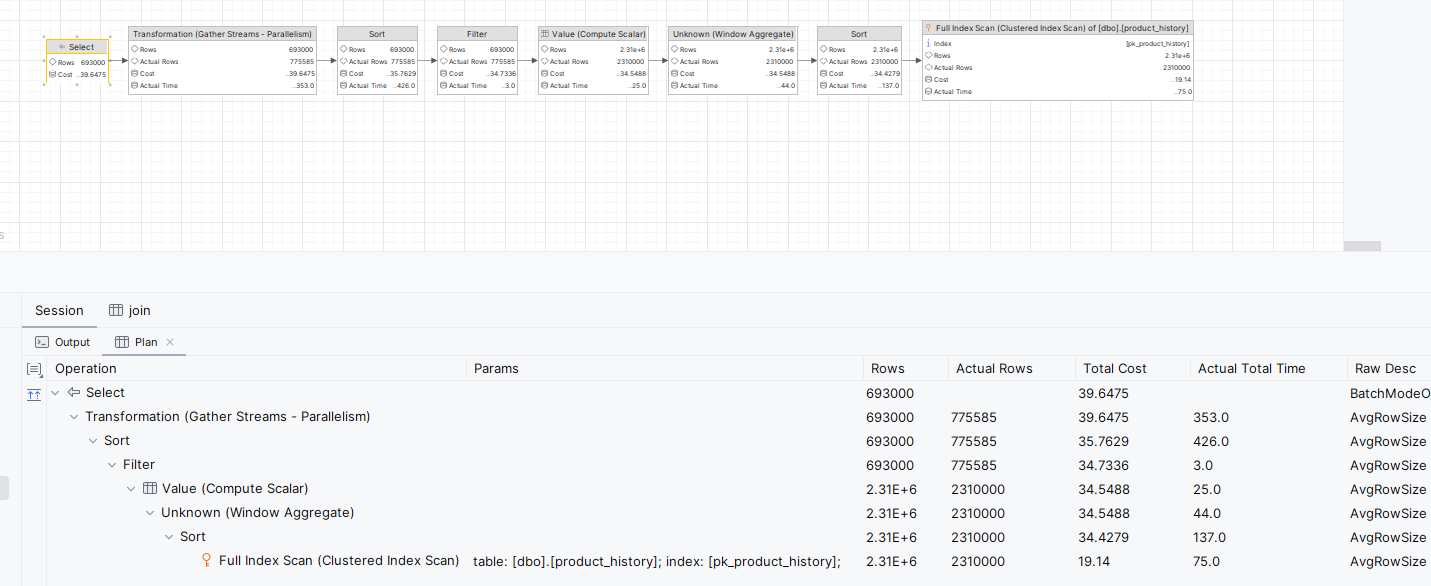 Select
Rows 693000
Cost ..39.6475
Transformation (Gather Streams - Parallelism)
Rows 693000
Actual Rows 775585
Cost ..39.6475
Actual Time ..353.0
Sort
Rows 693000
Actual Rows 775585
Cost ..35.7629
Actual Time ..426.0
Filter
Rows 693000
Actual Rows 775585
Cost ..34.7336
Actual Time ..3.0
Value (Compute Scalar)
Rows 2.31e+6
Actual Rows 2310000
Cost ..34.5488
Actual Time ..25.0
Unknown (Window Aggregate)
Rows 2.31e+6
Actual Rows 2310000
Cost ..34.5488
Actual Time ..44.0
Sort
Rows 2.31e+6
Actual Rows 2310000
Cost ..34.4279
Actual Time ..137.0
Full Index Scan (Clustered Index Scan) of [dbo].[product_history]
Index [pk_product_history]
Rows 2.31e+6
Actual Rows 2310000
Cost ..19.14
Actual Time ..75.0
s
Session join
Output Plan
Operation Params Rows Actual Rows Total Cost Actual Total Time Raw Desc
Select 693000 39.6475 BatchModeO
Transformation (Gather Streams - Parallelism) 693000 775585 39.6475 353.0 AvgRowSize
Sort 693000 775585 35.7629 426.0 AvgRowSize
Filter 693000 775585 34.7336 3.0 AvgRowSize
Value (Compute Scalar) 2.31E+6 2310000 34.5488 25.0 AvgRowSize
Unknown (Window Aggregate) 2.31E+6 2310000 34.5488 44.0 AvgRowSize
Sort 2.31E+6 2310000 34.4279 137.0 AvgRowSize
Full Index Scan (Clustered Index Scan) table: [dbo].[product_history]; index: [pk_product_history]; 2.31E+6 2310000 19.14 75.0 AvgRowSize